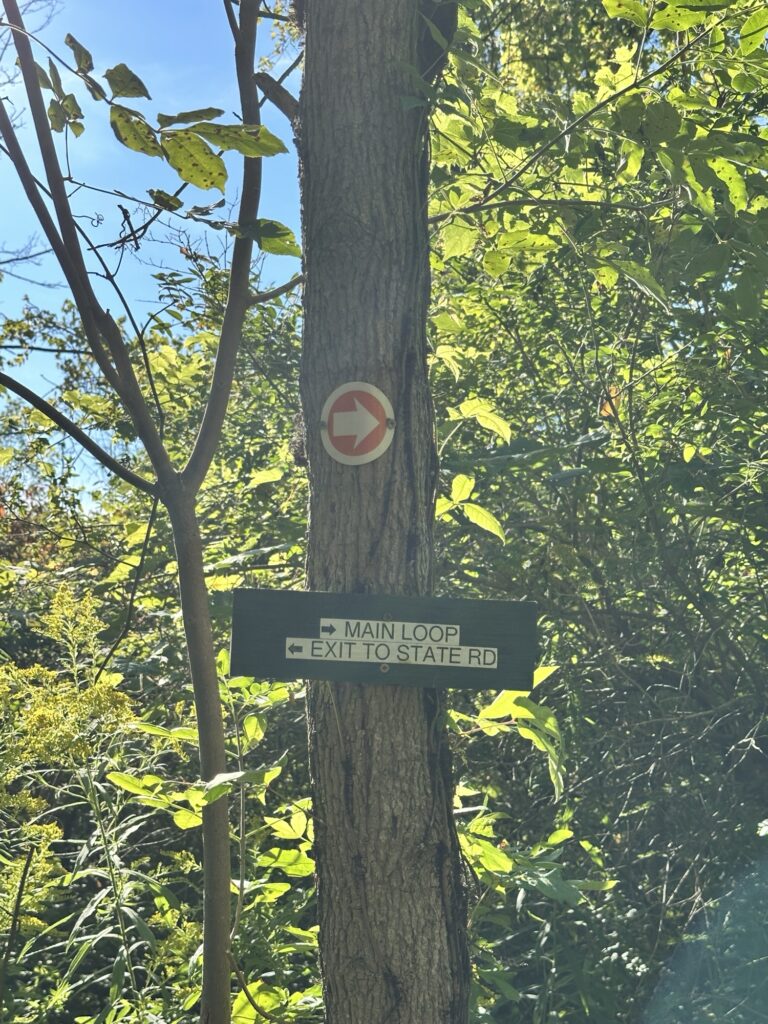 ➡ MAIN LOOP
⬅ EXIT TO STATE RD